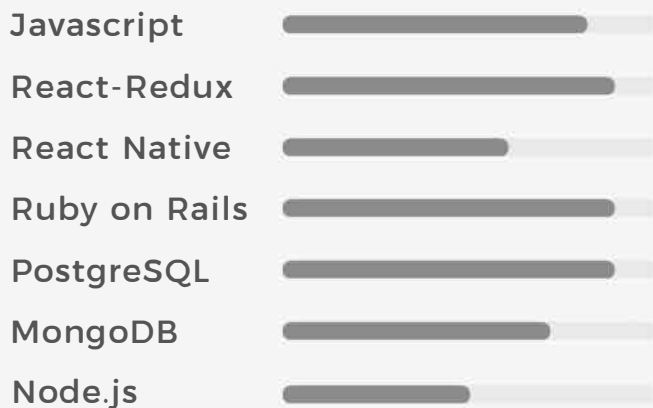 Javascript
React-Redux
React Native
Ruby on Rails
PostgreSQL
MongoDB
Node.js